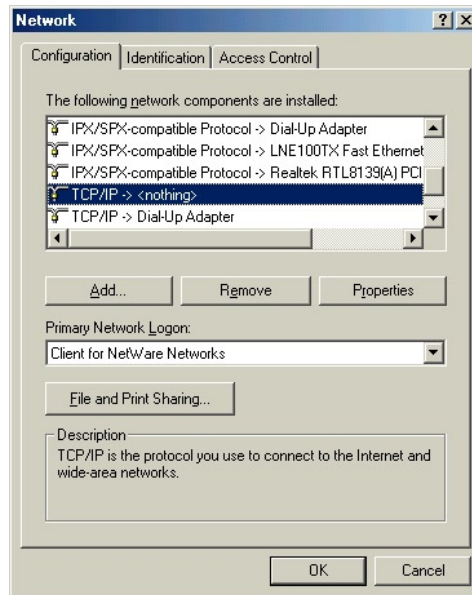 Network
Configuration Identification Access Control
The following network components are installed:
IPX/SPX-compatible Protocol -> Dial-Up Adapter
IPX/SPX-compatible Protocol -> LNE100TX Fast Ethernet
IPX/SPX-compatible Protocol -> Realtek RTL8139(A) PCI
TCP/IP -> <nothing>
TCP/IP -> Dial-Up Adapter
Add... Remove Properties
Primary Network Logon:
Client for NetWare Networks
File and Print Sharing...
Description
TCP/IP is the protocol you use to connect to the Internet and
wide-area networks.
OK Cancel